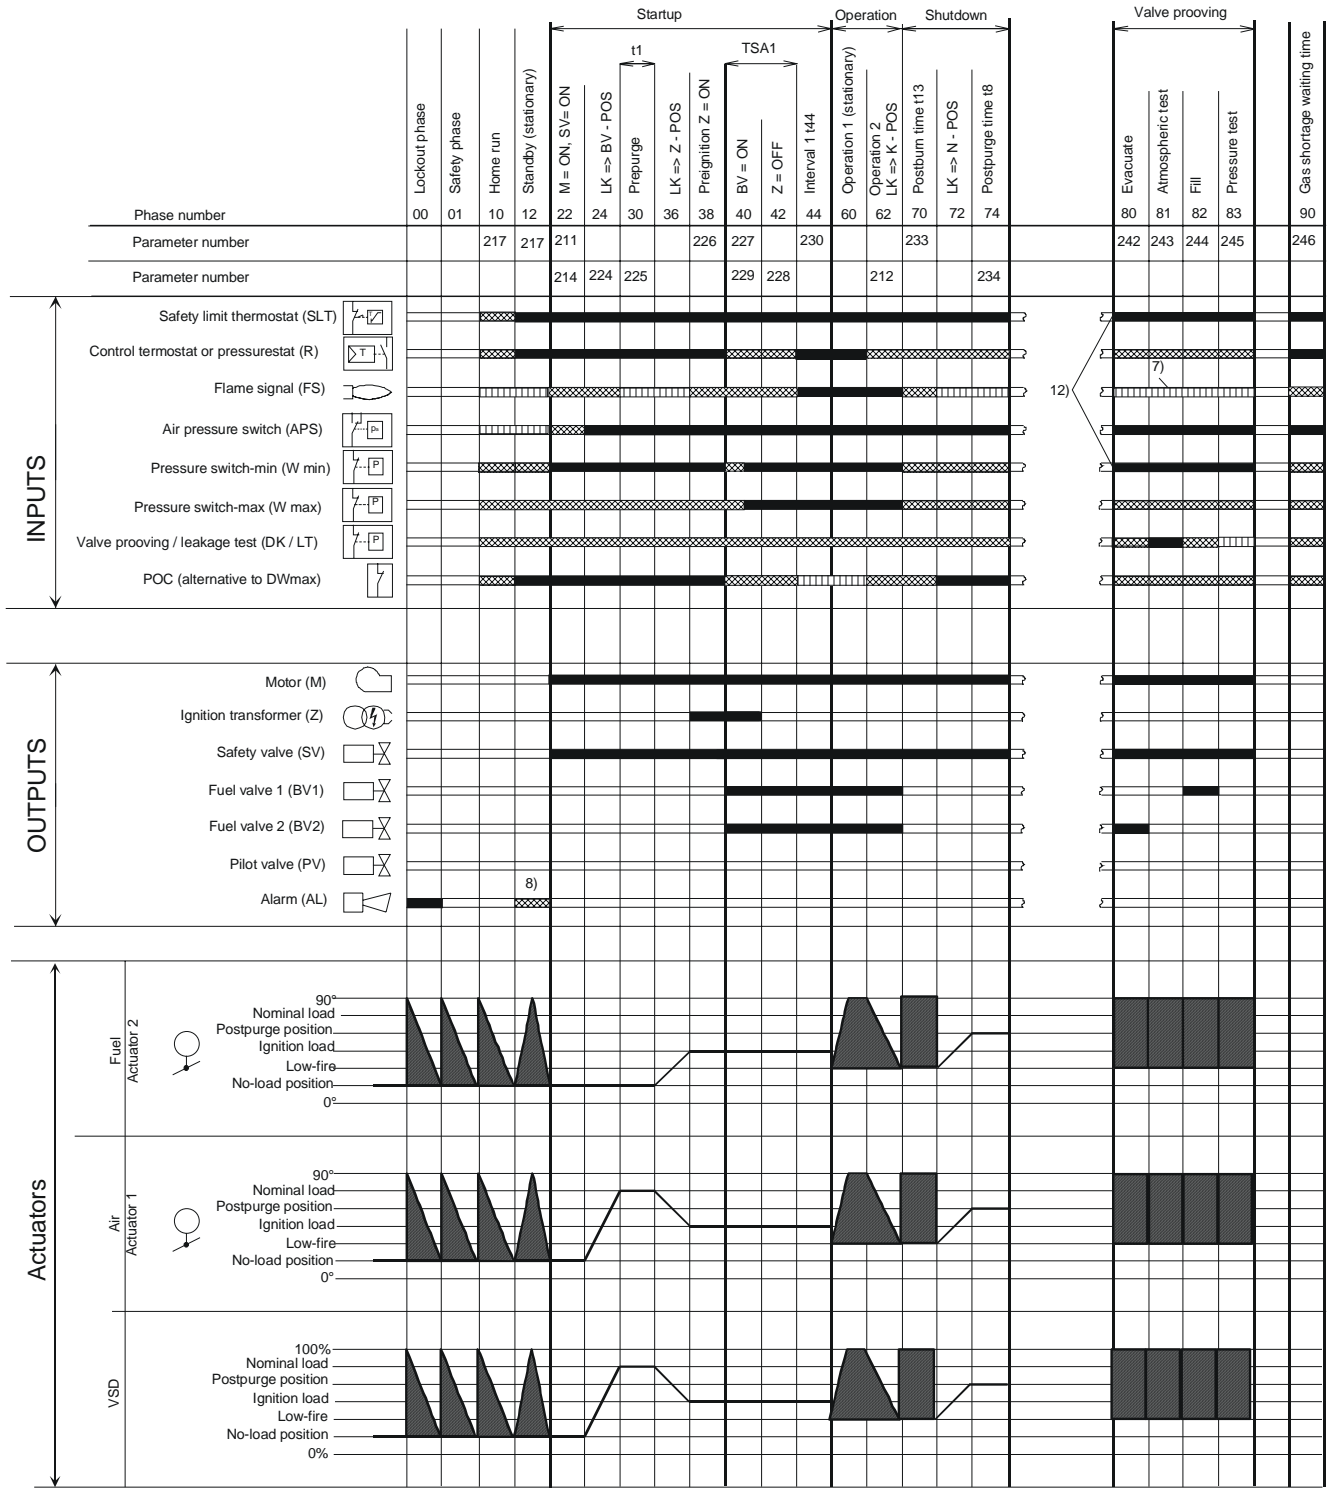 Startup Operation Shutdown Valve prooving
t1 TSA1
Lockout phase
Safety phase
Home run
Standby (stationary)
M = ON, SV= ON
LK => BV - POS
Prepurge
LK => Z - POS
Preignition Z = ON
BV = ON
Z = OFF
Interval 1 t44
Operation 1 (stationary)
Operation 2
LK => K - POS
Postburn time t13
LK => N - POS
Postpurge time t8
Evacuate
Atmospheric test
Fill
Pressure test
Gas shortage waiting time
Phase number 00 01 10 12 22 24 30 36 38 40 42 44 60 62 70 72 74 80 81 82 83 90
Parameter number 217 217 211 226 227 230 233 242 243 244 245 246
Parameter number 214 224 225 229 228 212 234
INPUTS
Safety limit thermostat (SLT)
Control termostat or pressurestat (R) T
7)
Flame signal (FS) 12)
Air pressure switch (APS)
Pressure switch-min (W min) P
Pressure switch-max (W max) P
Valve prooving / leakage test (DK / LT) P
POC (alternative to DWmax)
OUTPUTS
Motor (M)
Ignition transformer (Z)
Safety valve (SV)
Fuel valve 1 (BV1)
Fuel valve 2 (BV2)
Pilot valve (PV)
8)
Alarm (AL)
Actuators
Fuel
Actuator 2
90°
Nominal load
Postpurge position
Ignition load
Low-fire
No-load position
0°
Air
Actuator 1
90°
Nominal load
Postpurge position
Ignition load
Low-fire
No-load position
0°
VSD
100%
Nominal load
Postpurge position
Ignition load
Low-fire
No-load position
0%